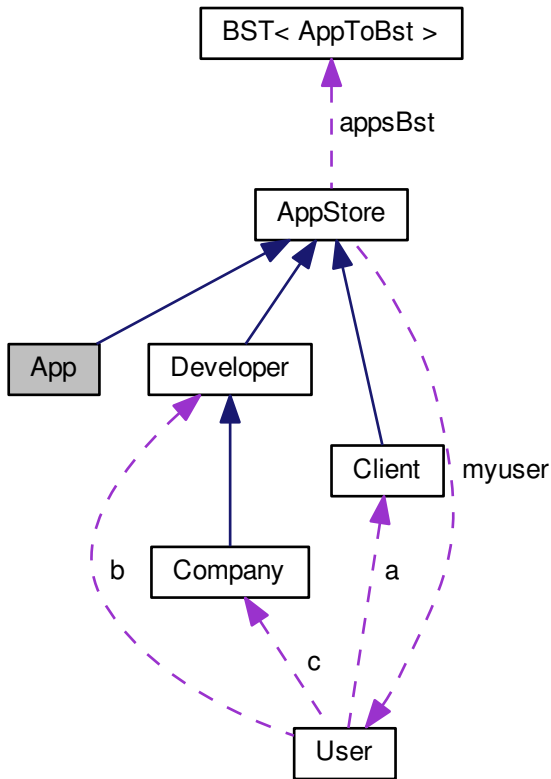 BST< AppToBst >
appsBst
AppStore
App
Developer
Client
myuser
Company
b
a
c
User